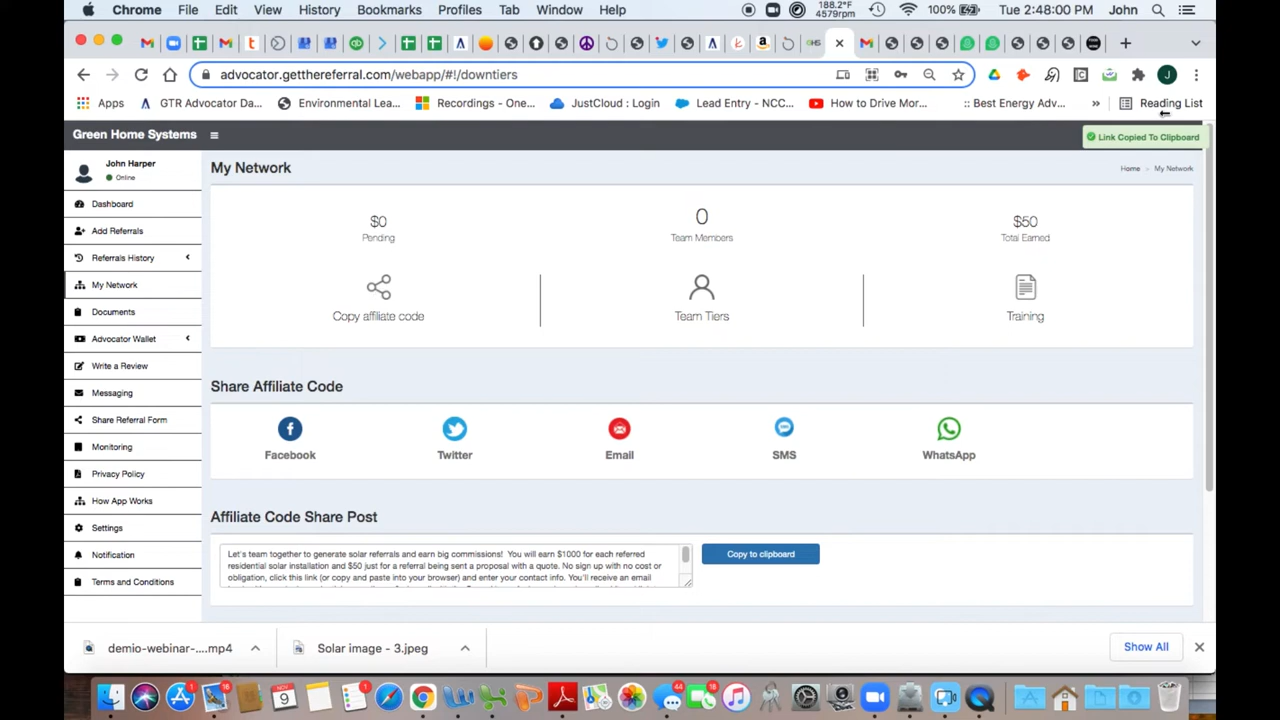 Chrome File Edit View History Bookmarks Profiles Tab Window Help 188.2°F 4579rpm 100% Tue 2:48:00 PM John
advocator.getthereferral.com/webapp/#!/downtiers
Apps GTR Advocator Da... Environmental Lea... Recordings - One... JustCloud : Login Lead Entry - NCC... How to Drive Mor... :: Best Energy Adv... » Reading List
Green Home Systems
Link Copied To Clipboard
John Harper
Online
My Network
Home - My Network
Dashboard
Add Referrals
Referrals History
My Network
Documents
Advocator Wallet
Write a Review
Messaging
Share Referral Form
Monitoring
Privacy Policy
How App Works
Settings
Notification
Terms and Conditions
$0 0 $50
Pending Team Members Total Earned
Copy affiliate code Team Tiers Training
Share Affiliate Code
Facebook Twitter Email SMS WhatsApp
Affiliate Code Share Post
Let's team together to generate solar referrals and earn big commissions! You will earn $1000 for each referred
residential solar installation and $50 just for a referral being sent a proposal with a quote. No sign up with no cost or
obligation, click this link (or copy and paste into your browser) and enter your contact info. You'll receive an email
Copy to clipboard
demio-webinar-....mp4 Solar image - 3.jpeg Show All